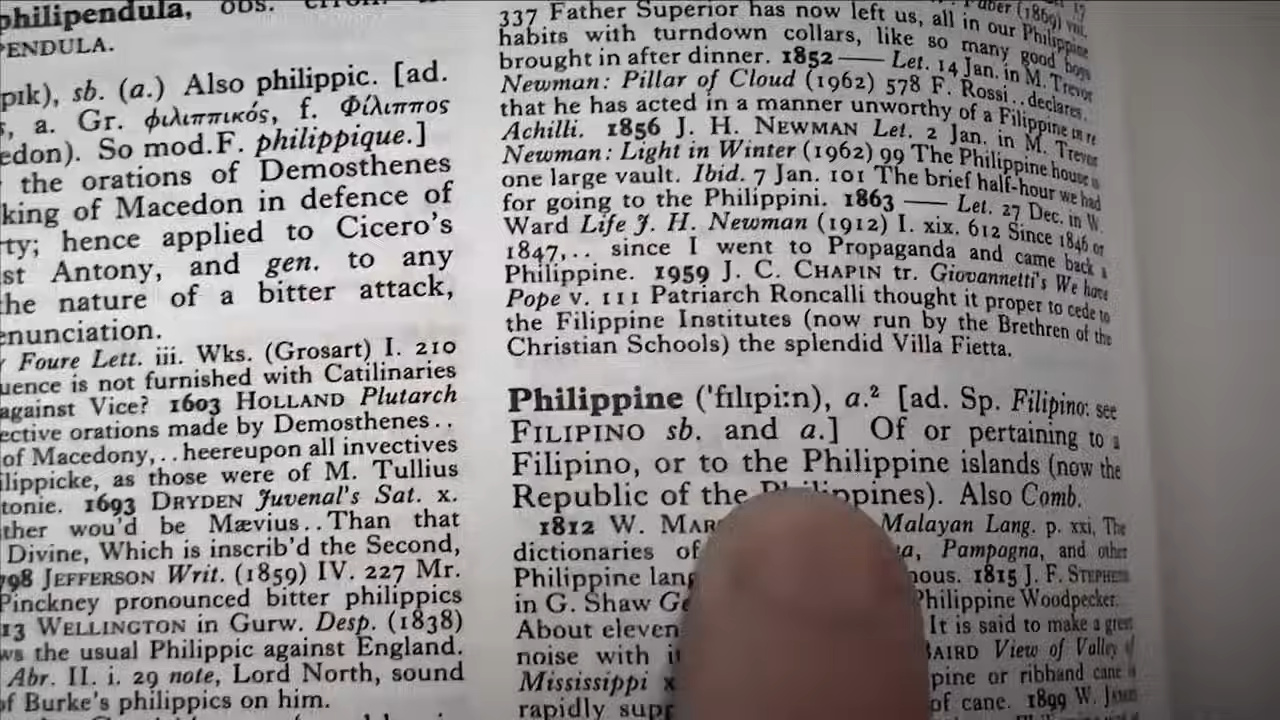 philipendula, obs.
PENDULA.
pɪk), sb. (a.) Also philippic. [ad.
a. Gr. φιλιππικός, f. Φίλιππος
edon). So mod.F. philippique.]
the orations of Demosthenes
king of Macedon in defence of
rty; hence applied to Cicero's
st Antony, and gen. to any
the nature of a bitter attack,
enunciation.
Foure Lett. iii. Wks. (Grosart) I. 210
uence is not furnished with Catilinaries
against Vice? 1603 HOLLAND Plutarch
ective orations made by Demosthenes..
of Macedony,..heereupon all invectives
ilippicke, as those were of M. Tullius
tonie. 1693 DRYDEN Juvenal's Sat. x.
ther wou'd be Mævius..Than that
Divine, Which is inscrib'd the Second,
798 JEFFERSON Writ. (1859) IV. 227 Mr.
Pinckney pronounced bitter philippics
13 WELLINGTON in Gurw. Desp. (1838)
ws the usual Philippic against England.
Abr. II. i. 29 note, Lord North, sound
of Burke's philippics on him.
Faber (1869)
337 Father Superior has now left us, all in our Philippine
habits with turndown collars, like so many good boys
brought in after dinner. 1852 —— Let. 14 Jan. in M. Trevor
Newman: Pillar of Cloud (1962) 578 F. Rossi..declares..
that he has acted in a manner unworthy of a Filippine in re
Achilli. 1856 J. H. NEWMAN Let. 2 Jan. in M. Trevor
Newman: Light in Winter (1962) 99 The Philippine house is
one large vault. Ibid. 7 Jan. 101 The brief half-hour we had
for going to the Philippini. 1863 —— Let. 27 Dec. in W.
Ward Life J. H. Newman (1912) I. xix. 612 Since 1846 or
1847,.. since I went to Propaganda and came back a
Philippine. 1959 J. C. CHAPIN tr. Giovannetti's We have
Pope v. 111 Patriarch Roncalli thought it proper to cede to
the Filippine Institutes (now run by the Brethren of the
Christian Schools) the splendid Villa Fietta.
Philippine (ˈfɪlɪpiːn), a.² [ad. Sp. Filipino: see
FILIPINO sb. and a.] Of or pertaining to a
Filipino, or to the Philippine islands (now the
Republic of the Philippines). Also Comb.
1812 W. MAR Malayan Lang. p. xxi, The
dictionaries of Pampogna, and other
Philippine lang ous. 1815 J. F. STEPHENS
in G. Shaw Philippine Woodpecker.
About eleven It is said to make a great
noise with BAIRD View of Valley of
Mississippi pine or ribband cane
rapidly supp of cane. 1899 W.